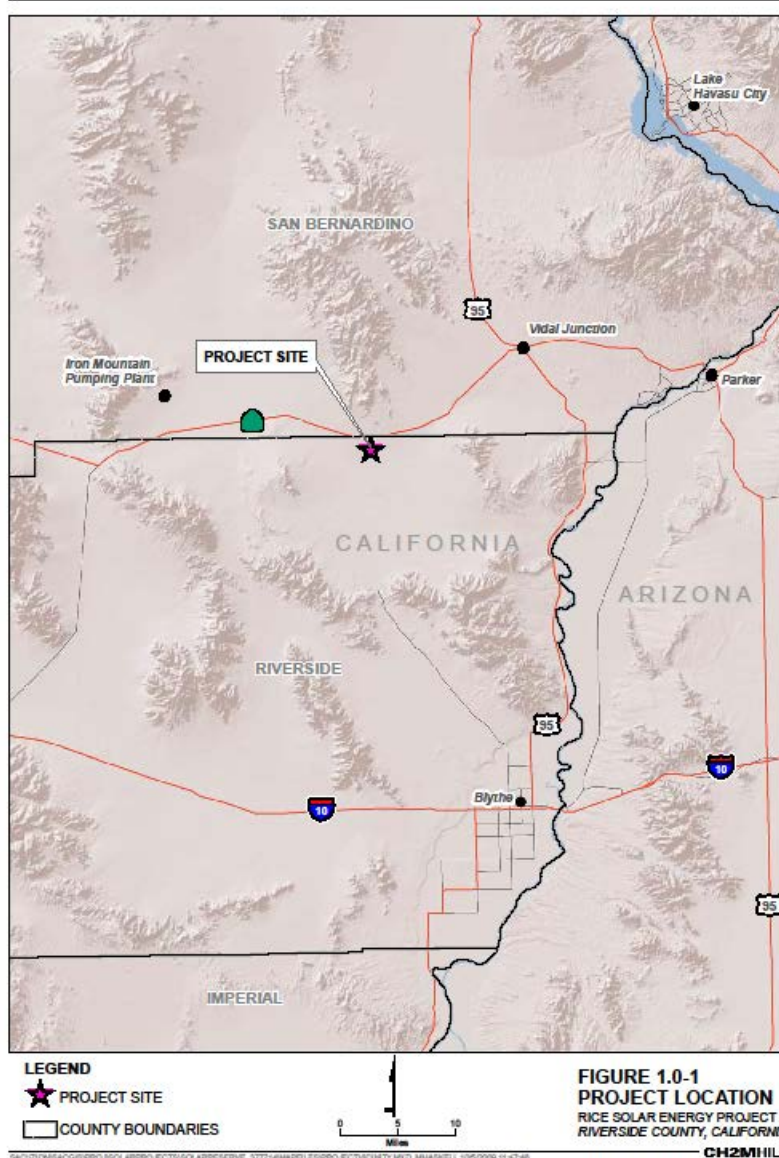 Lake
Havasu City
SAN BERNARDINO
95
Vidal Junction
PROJECT SITE
Iron Mountain
Pumping Plant
Parker
CALIFORNIA
ARIZONA
RIVERSIDE
95
10
Blythe
10
95
IMPERIAL
LEGEND
PROJECT SITE
COUNTY BOUNDARIES
0 5 10
Miles
FIGURE 1.0-1
PROJECT LOCATION
RICE SOLAR ENERGY PROJECT
RIVERSIDE COUNTY, CALIFORNI
CH2MHIL